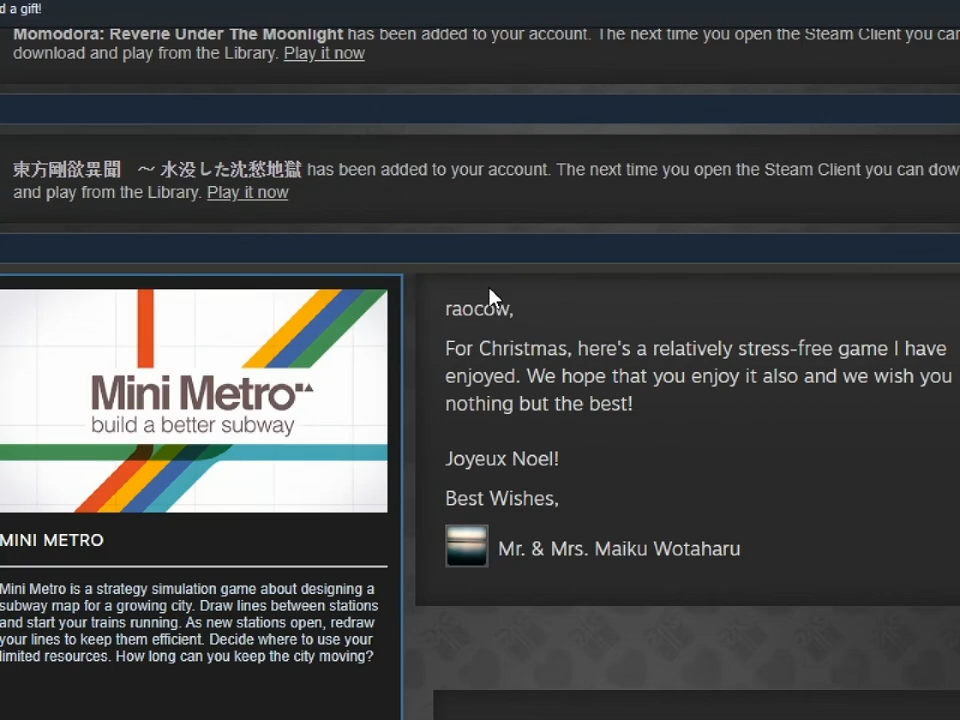 d a gift!
Momodora: Reverie Under The Moonlight has been added to your account. The next time you open the Steam Client you can
download and play from the Library. Play it now
東方剛欲異聞　～ 水没した沈愁地獄 has been added to your account. The next time you open the Steam Client you can dow
and play from the Library. Play it now
Mini Metro
build a better subway
MINI METRO
Mini Metro is a strategy simulation game about designing a
subway map for a growing city. Draw lines between stations
and start your trains running. As new stations open, redraw
your lines to keep them efficient. Decide where to use your
limited resources. How long can you keep the city moving?
raocow,
For Christmas, here's a relatively stress-free game I have
enjoyed. We hope that you enjoy it also and we wish you
nothing but the best!
Joyeux Noel!
Best Wishes,
Mr. & Mrs. Maiku Wotaharu